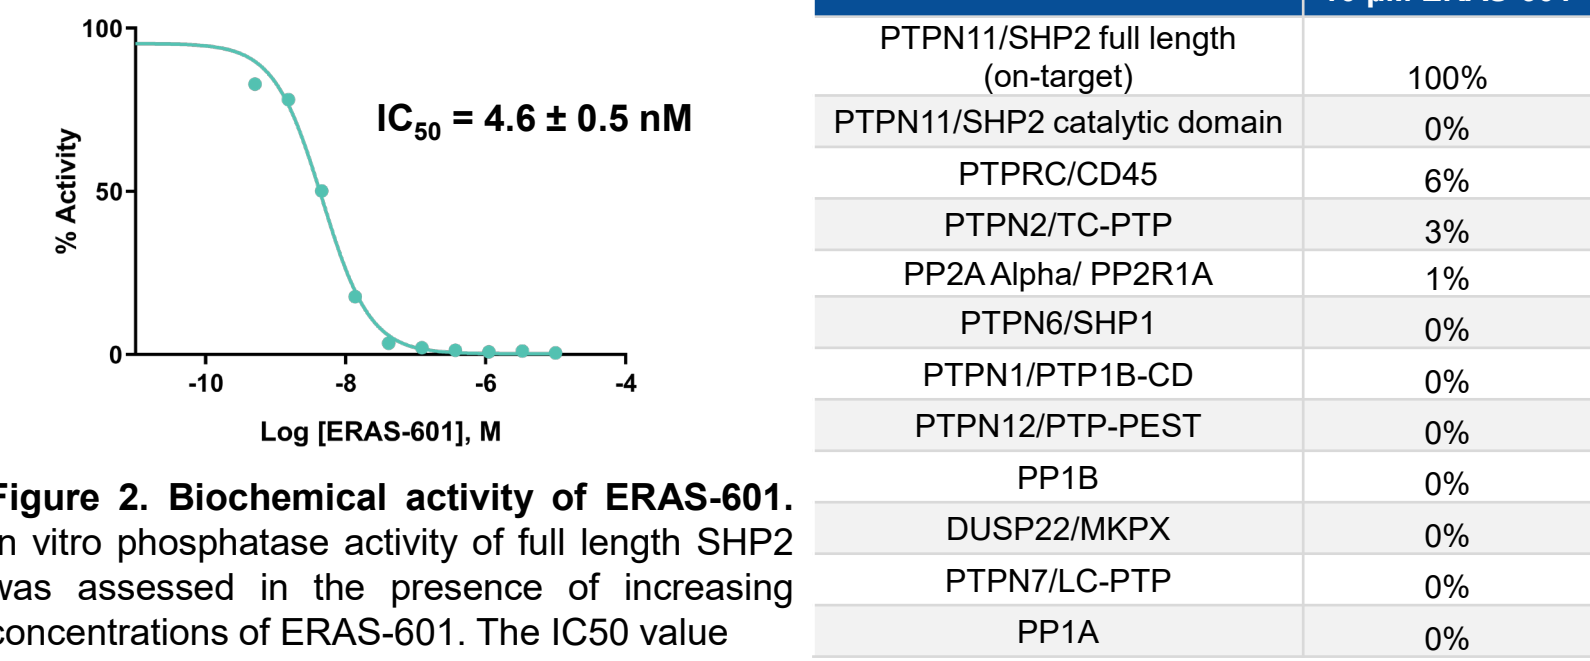 100
50
0
% Activity
IC50 = 4.6 ± 0.5 nM
-10 -8 -6 -4
Log [ERAS-601], M
Figure 2. Biochemical activity of ERAS-601.
vitro phosphatase activity of full length SHP2
was assessed in the presence of increasing
concentrations of ERAS-601. The IC50 value
PTPN11/SHP2 full length
(on-target) 100%
PTPN11/SHP2 catalytic domain 0%
PTPRC/CD45 6%
PTPN2/TC-PTP 3%
PP2A Alpha/ PP2R1A 1%
PTPN6/SHP1 0%
PTPN1/PTP1B-CD 0%
PTPN12/PTP-PEST 0%
PP1B 0%
DUSP22/MKPX 0%
PTPN7/LC-PTP 0%
PP1A 0%